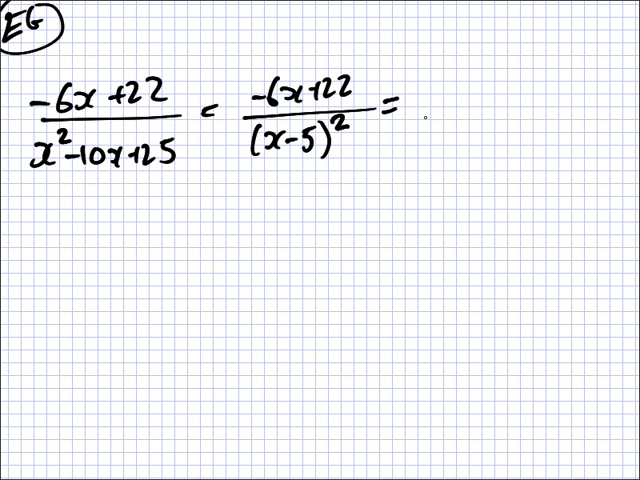 EG
-6x+22 / x²-10x+25 = -6x+22 / (x-5)² =